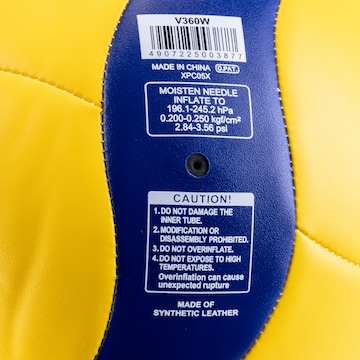 V360W
4907225003877
MADE IN CHINA D.PAT.
XPC05X
MOISTEN NEEDLE
INFLATE TO
196.1-245.2 hPa
0.200-0.250 kgf/cm²
2.84-3.56 psi
CAUTION!
1. DO NOT DAMAGE THE
INNER TUBE.
2. MODIFICATION OR
DISASSEMBLY PROHIBITED.
3. DO NOT OVERINFLATE.
4. DO NOT EXPOSE TO HIGH
TEMPERATURES.
Overinflation can cause
unexpected rupture
MADE OF
SYNTHETIC LEATHER